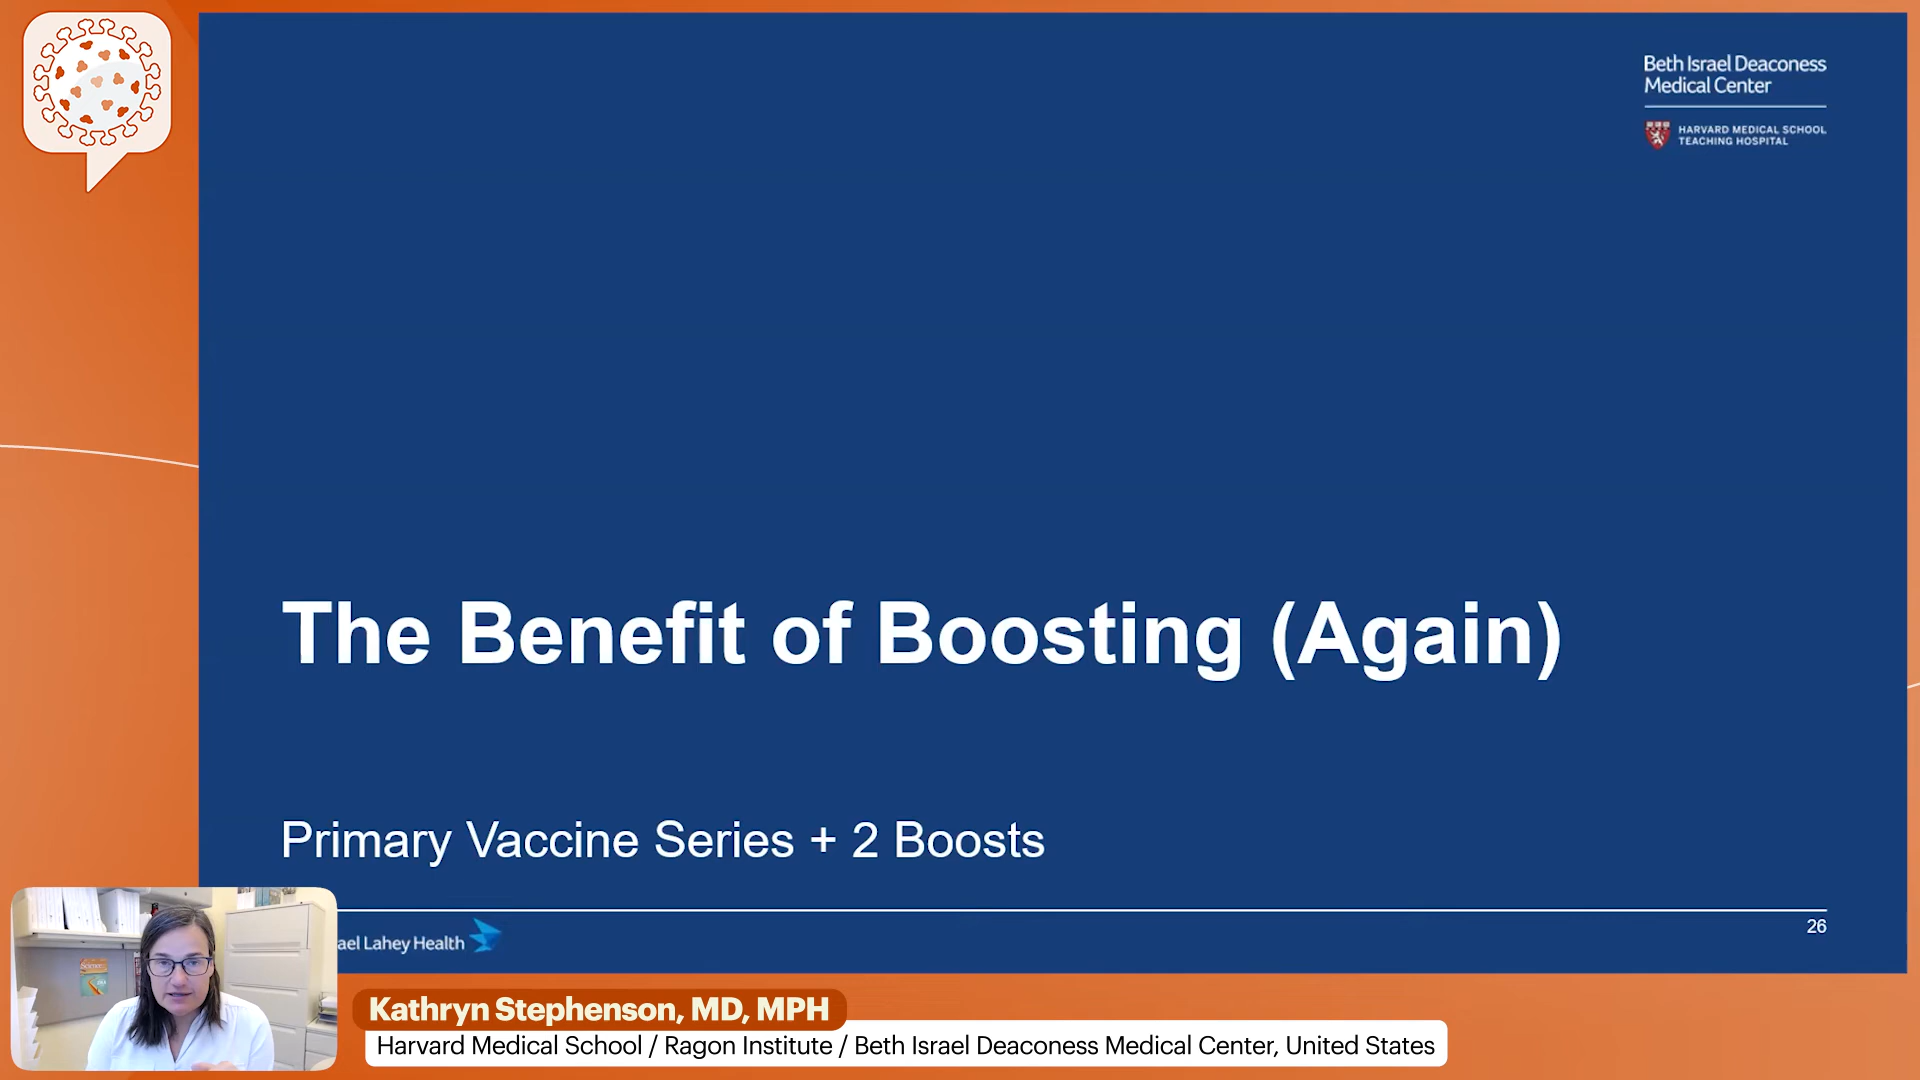 Beth Israel Deaconess
Medical Center
HARVARD MEDICAL SCHOOL
TEACHING HOSPITAL
The Benefit of Boosting (Again)
Primary Vaccine Series + 2 Boosts
ael Lahey Health
26
Kathryn Stephenson, MD, MPH
Harvard Medical School / Ragon Institute / Beth Israel Deaconess Medical Center, United States